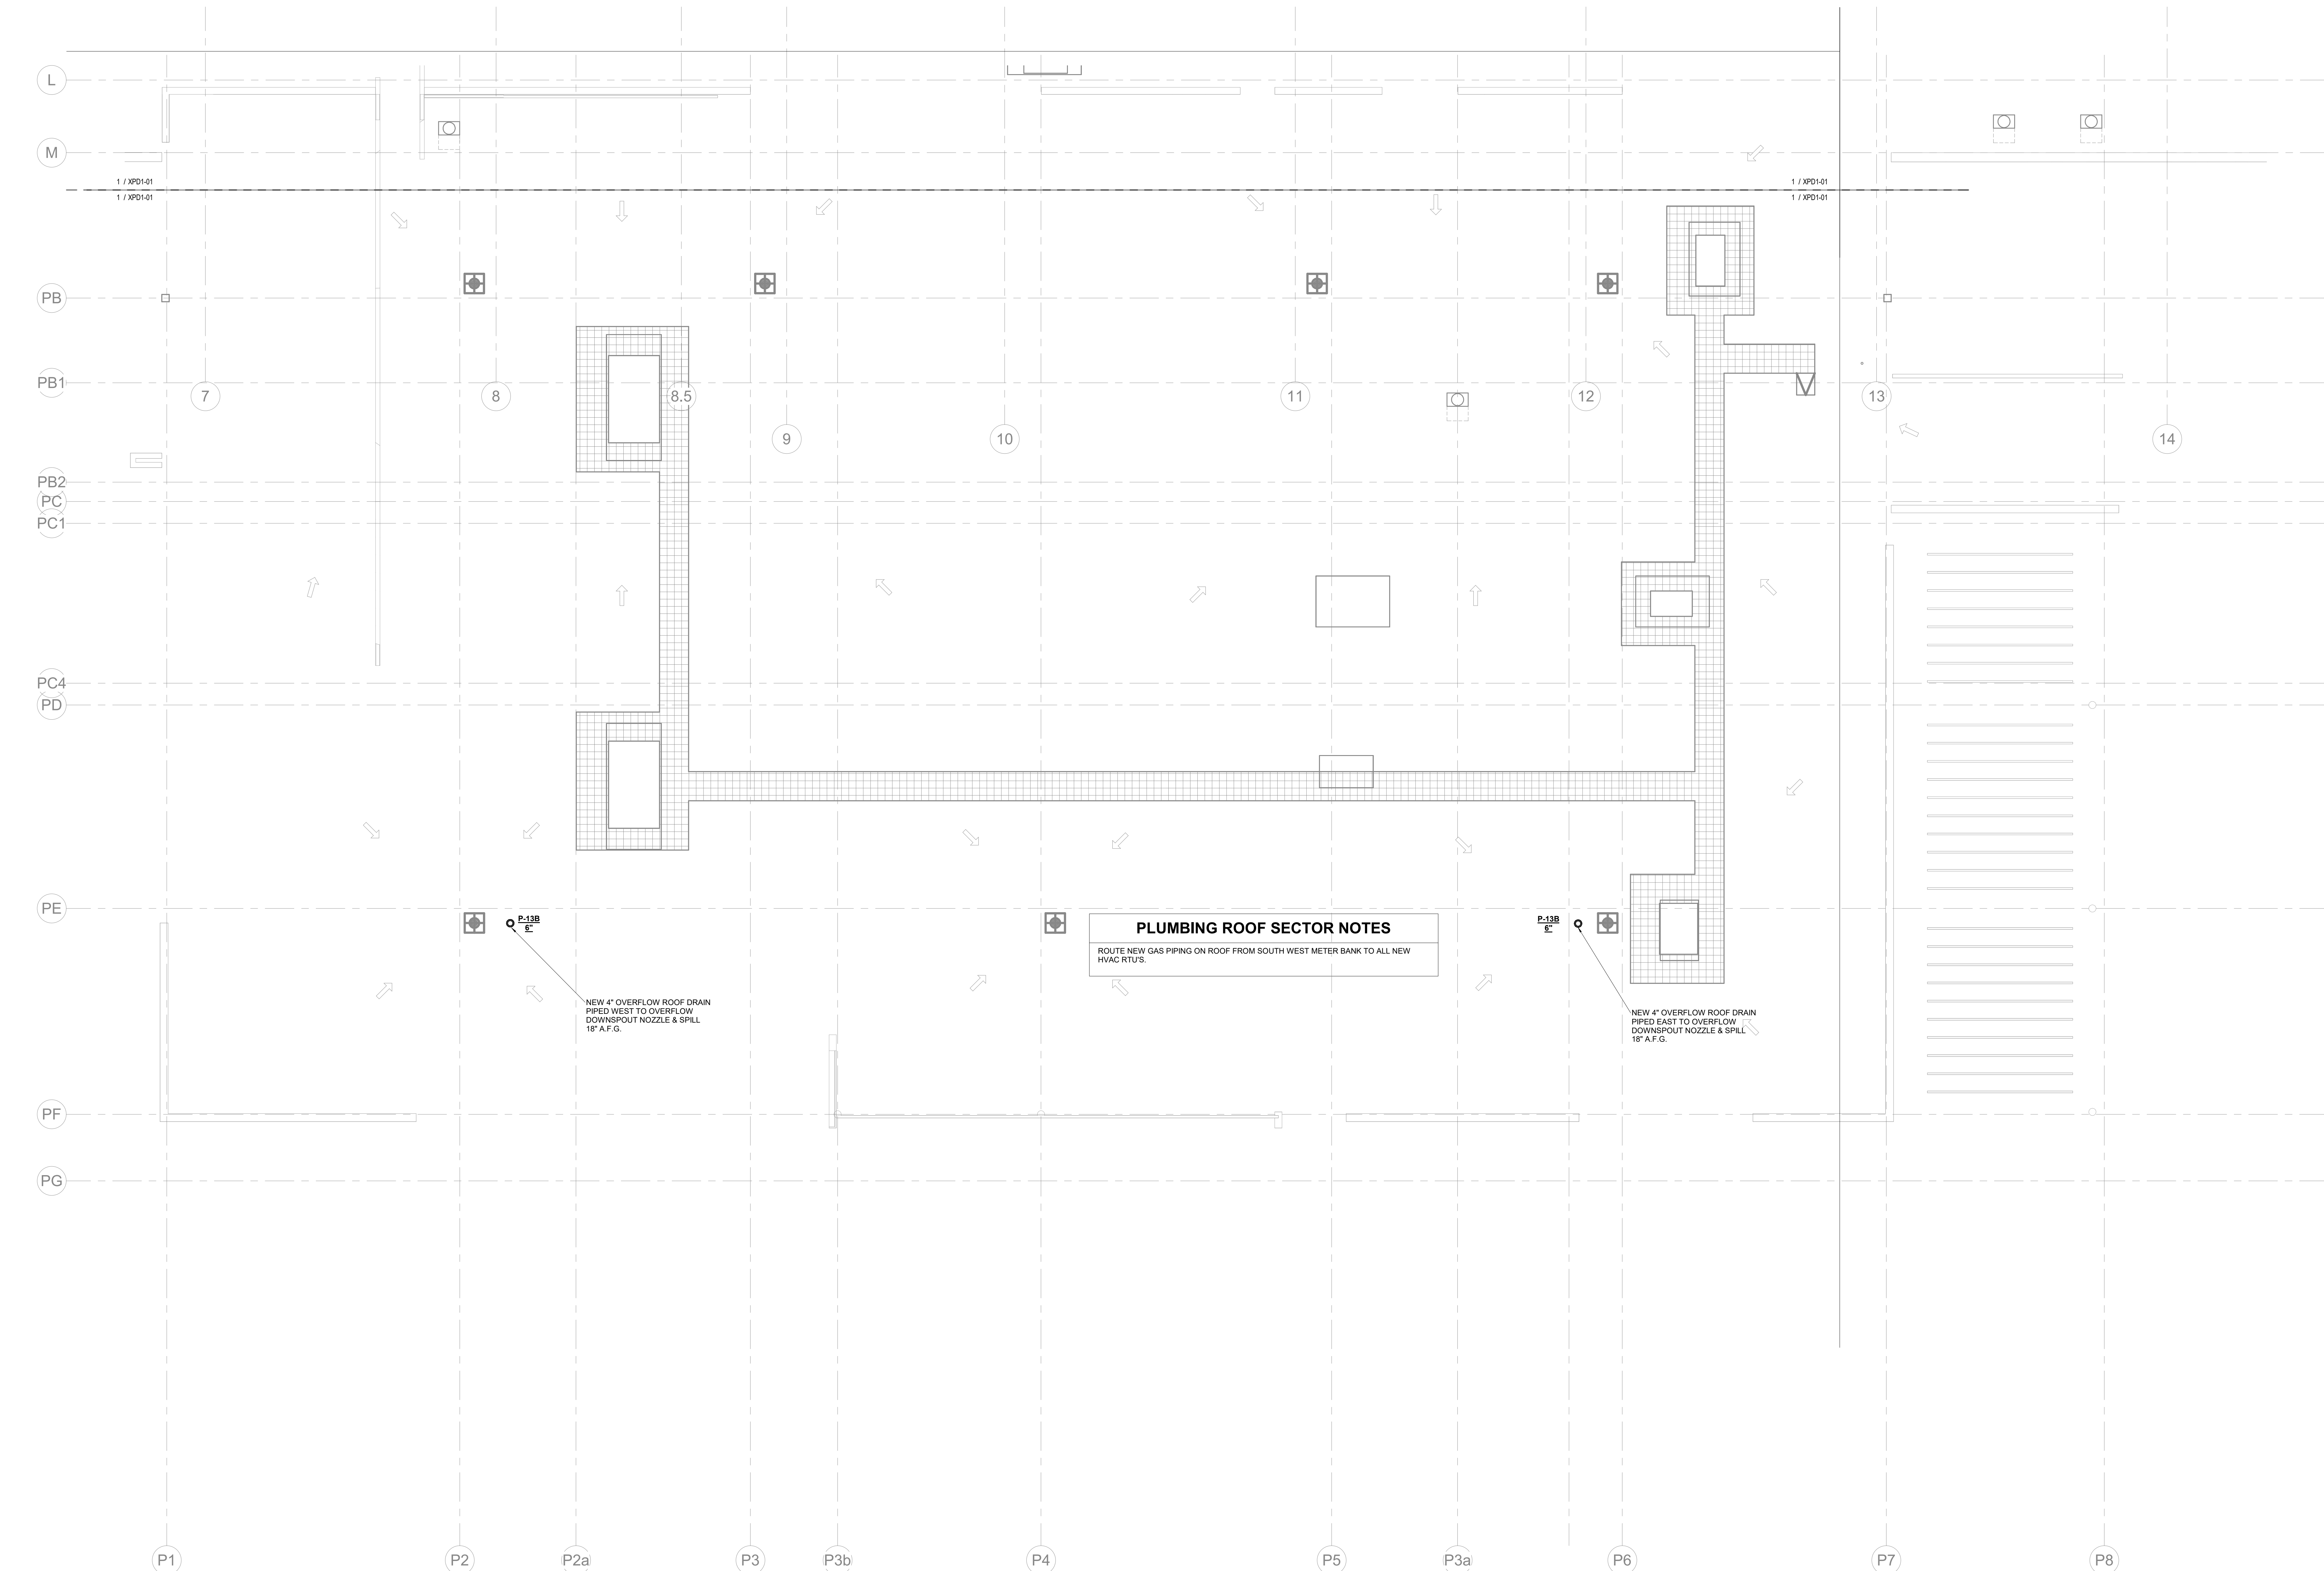 L
M
1 / XPD1-01
1 / XPD1-01
1 / XPD1-01
1 / XPD1-01
PB
PB1
7
8
8.5
9
10
11
12
13
14
PB2
PC
PC1
PC4
PD
PE
P-13B
6"
P-13B
6"
PLUMBING ROOF SECTOR NOTES
ROUTE NEW GAS PIPING ON ROOF FROM SOUTH WEST METER BANK TO ALL NEW
HVAC RTU'S.
NEW 4" OVERFLOW ROOF DRAIN
PIPED WEST TO OVERFLOW
DOWNSPOUT NOZZLE & SPILL
18" A.F.G.
NEW 4" OVERFLOW ROOF DRAIN
PIPED EAST TO OVERFLOW
DOWNSPOUT NOZZLE & SPILL
18" A.F.G.
PF
PG
P1
P2
P2a
P3
P3b
P4
P5
P3a
P6
P7
P8